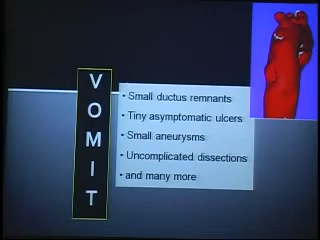 V
O
M
I
T
• Small ductus remnants
• Tiny asymptomatic ulcers
• Small aneurysms
• Uncomplicated dissections
• and many more